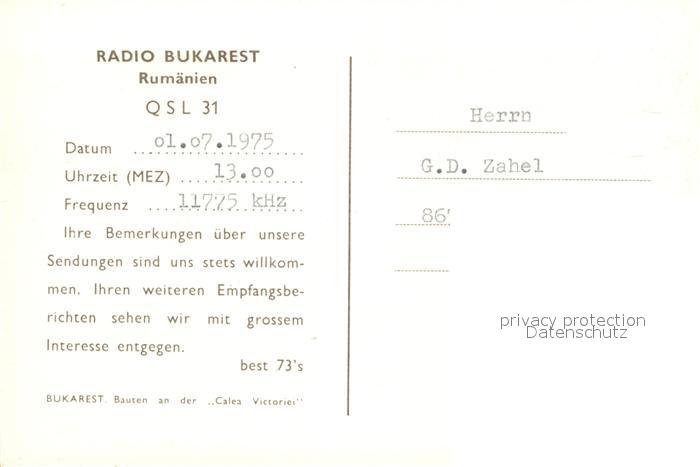 RADIO BUKAREST
Rumänien
QSL 31
Datum 01.07.1975
Uhrzeit (MEZ) 13.00
Frequenz 11775 kHz
Ihre Bemerkungen über unsere
Sendungen sind uns stets willkom-
men. Ihren weiteren Empfangsbe-
richten sehen wir mit grossem
Interesse entgegen.
best 73's
BUKAREST. Bauten an der „Calea Victoriei"
Herrn
G.D. Zahel
86'
privacy protection
Datenschutz